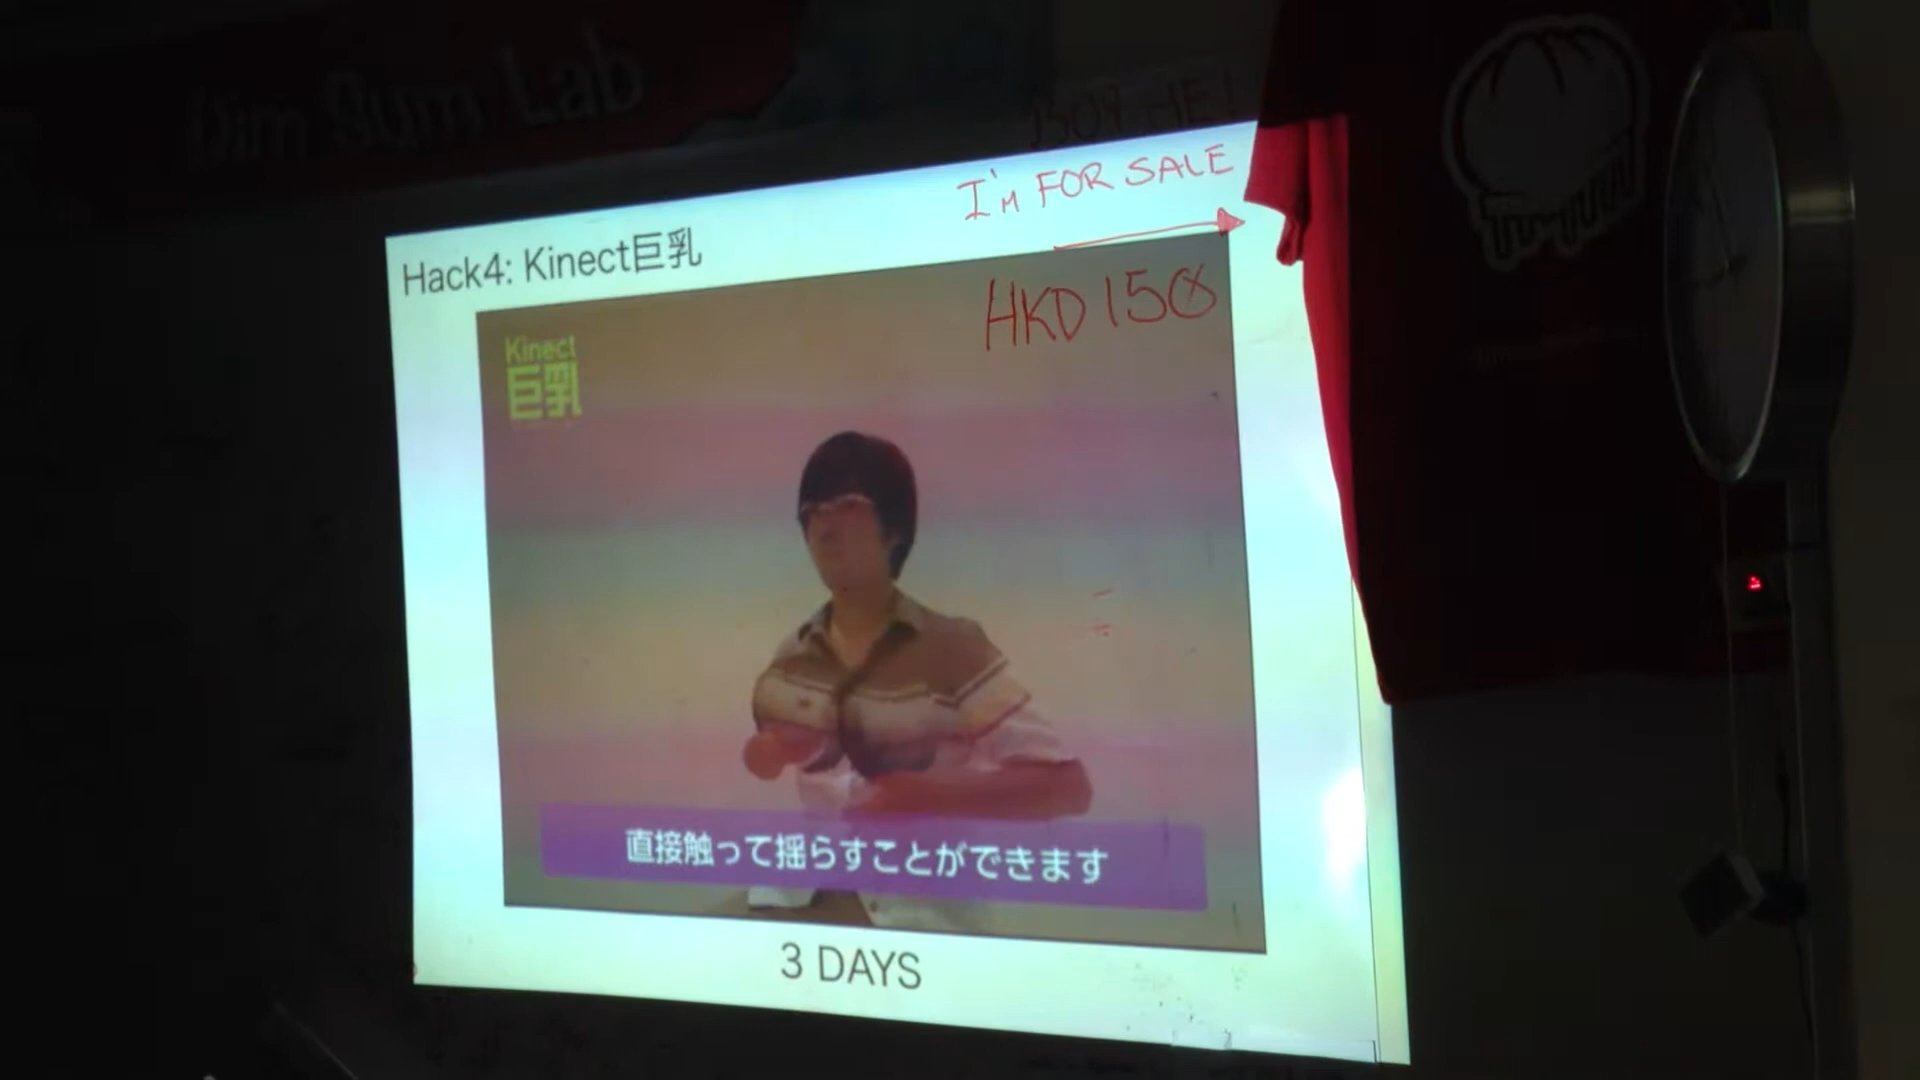 Dim Sum Lab
I'M FOR SALE
Hack4: Kinect巨乳
HKD 150
Kinect
巨乳
直接触って揺らすことができます
3 DAYS